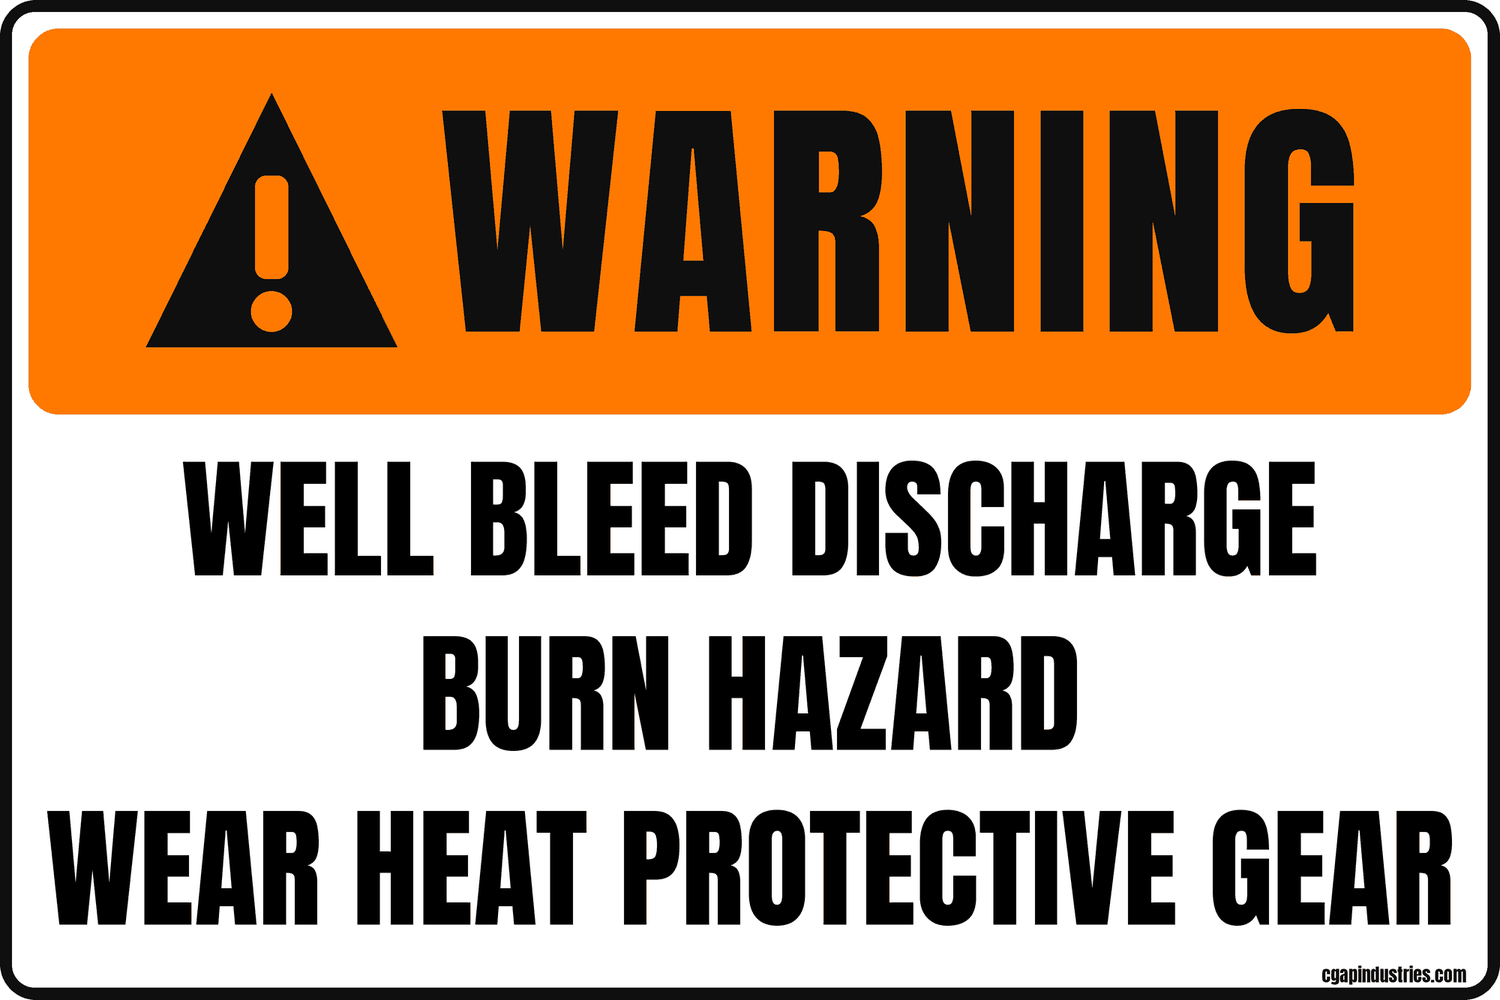 WARNING
WELL BLEED DISCHARGE
BURN HAZARD
WEAR HEAT PROTECTIVE GEAR
cgapindustries.com